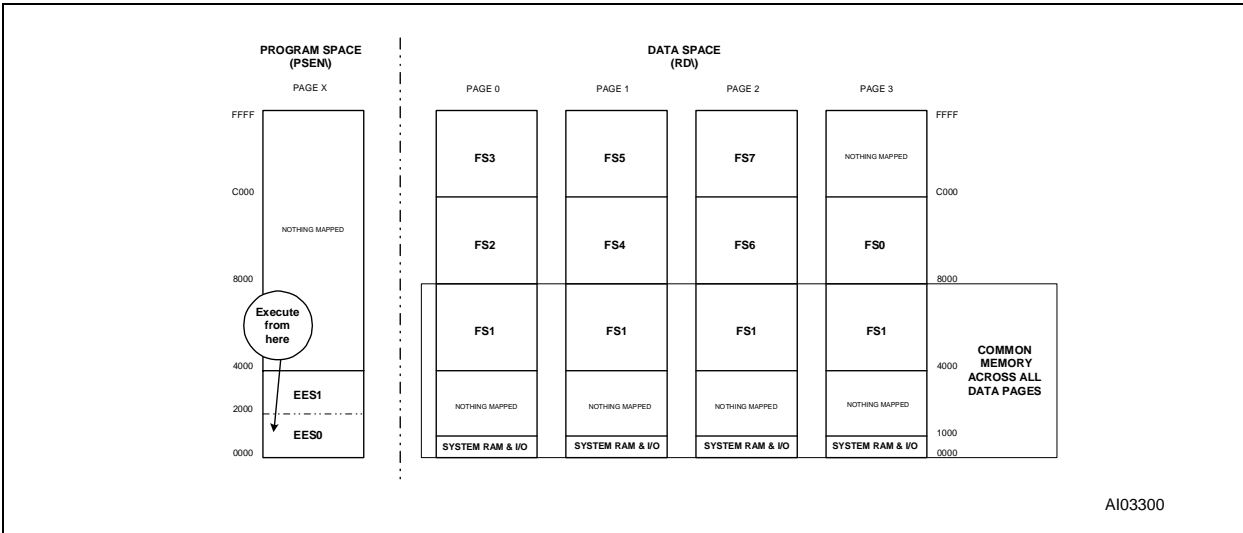 PROGRAM SPACE
(PSEN\)
DATA SPACE
(RD\)
PAGE X
PAGE 0
PAGE 1
PAGE 2
PAGE 3
FFFF
FFFF
FS3
FS5
FS7
NOTHING MAPPED
C000
C000
NOTHING MAPPED
FS2
FS4
FS6
FS0
8000
8000
Execute
from
here
FS1
FS1
FS1
FS1
COMMON
MEMORY
ACROSS ALL
DATA PAGES
4000
4000
EES1
NOTHING MAPPED
NOTHING MAPPED
NOTHING MAPPED
NOTHING MAPPED
2000
EES0
1000
SYSTEM RAM & I/O
SYSTEM RAM & I/O
SYSTEM RAM & I/O
SYSTEM RAM & I/O
0000
0000
AI03300